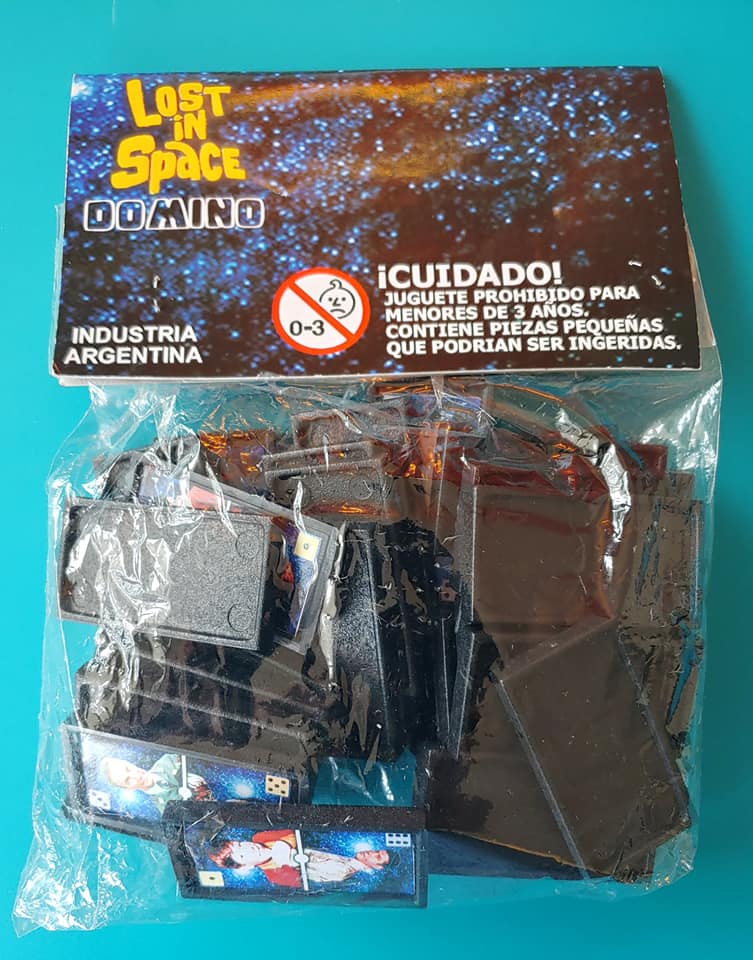 LOST
iN
SpaCE
DOMINO
INDUSTRIA
ARGENTINA
0-3
¡CUIDADO!
JUGUETE PROHIBIDO PARA
MENORES DE 3 AÑOS.
CONTIENE PIEZAS PEQUEÑAS
QUE PODRIAN SER INGERIDAS.